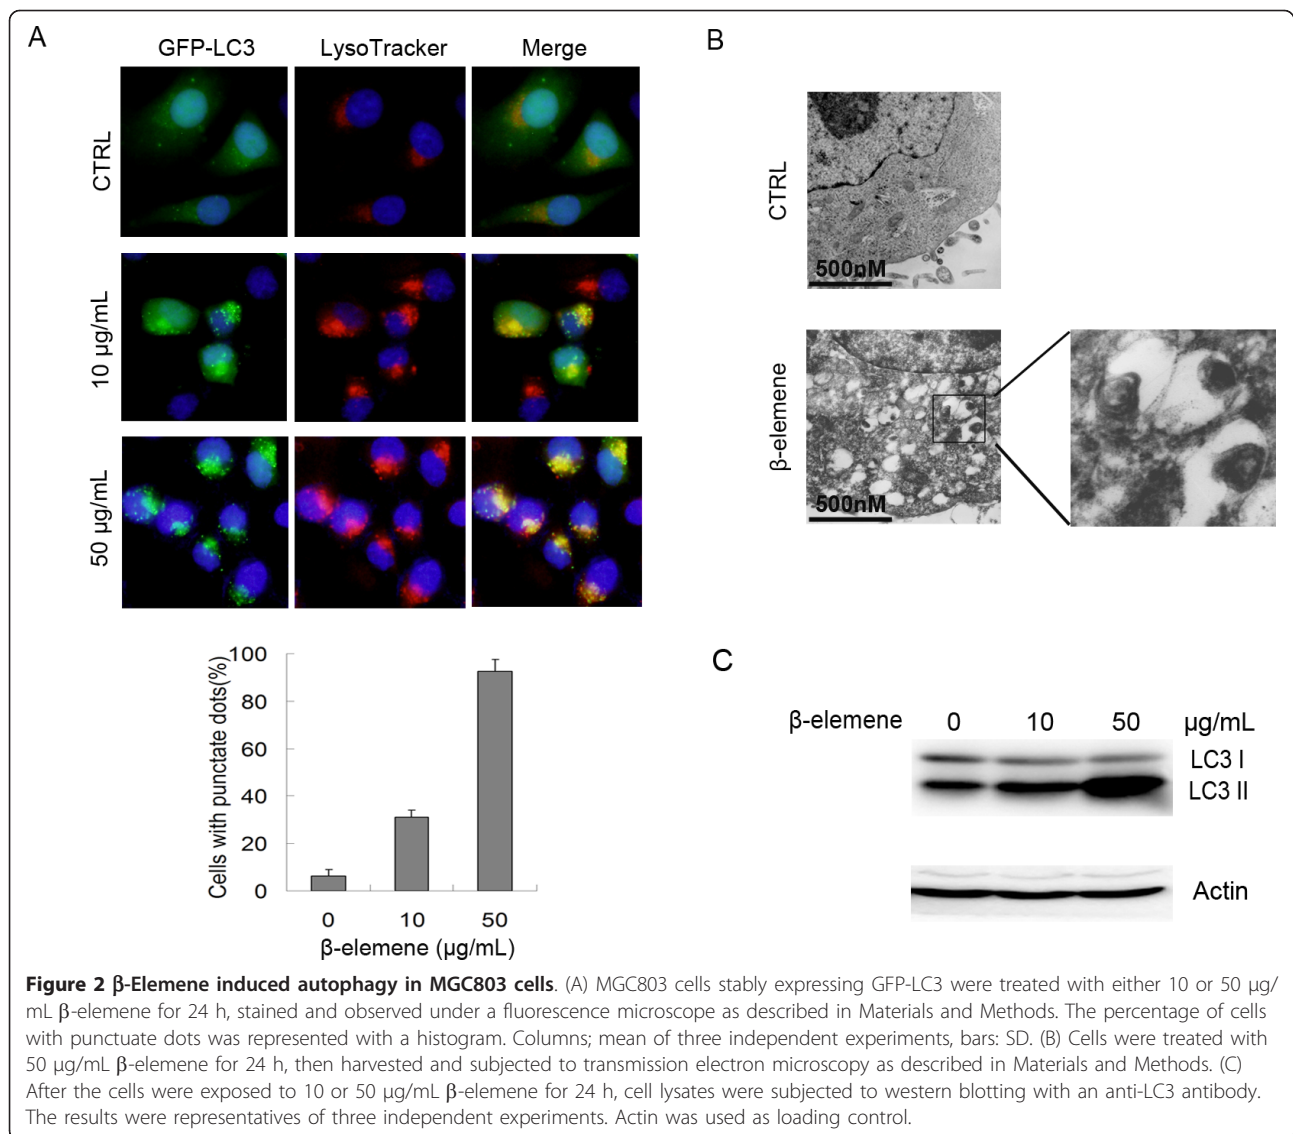 A
GFP-LC3 LysoTracker Merge
CTRL
10 µg/mL
50 µg/mL
Cells with punctate dots(%)
100
80
60
40
20
0
0 10 50
β-elemene (µg/mL)
B
CTRL
500nM
β-elemene
500nM
C
β-elemene 0 10 50 µg/mL
LC3 I
LC3 II
Actin
Figure 2 β-Elemene induced autophagy in MGC803 cells. (A) MGC803 cells stably expressing GFP-LC3 were treated with either 10 or 50 µg/
mL β-elemene for 24 h, stained and observed under a fluorescence microscope as described in Materials and Methods. The percentage of cells
with punctuate dots was represented with a histogram. Columns; mean of three independent experiments, bars: SD. (B) Cells were treated with
50 µg/mL β-elemene for 24 h, then harvested and subjected to transmission electron microscopy as described in Materials and Methods. (C)
After the cells were exposed to 10 or 50 µg/mL β-elemene for 24 h, cell lysates were subjected to western blotting with an anti-LC3 antibody.
The results were representatives of three independent experiments. Actin was used as loading control.